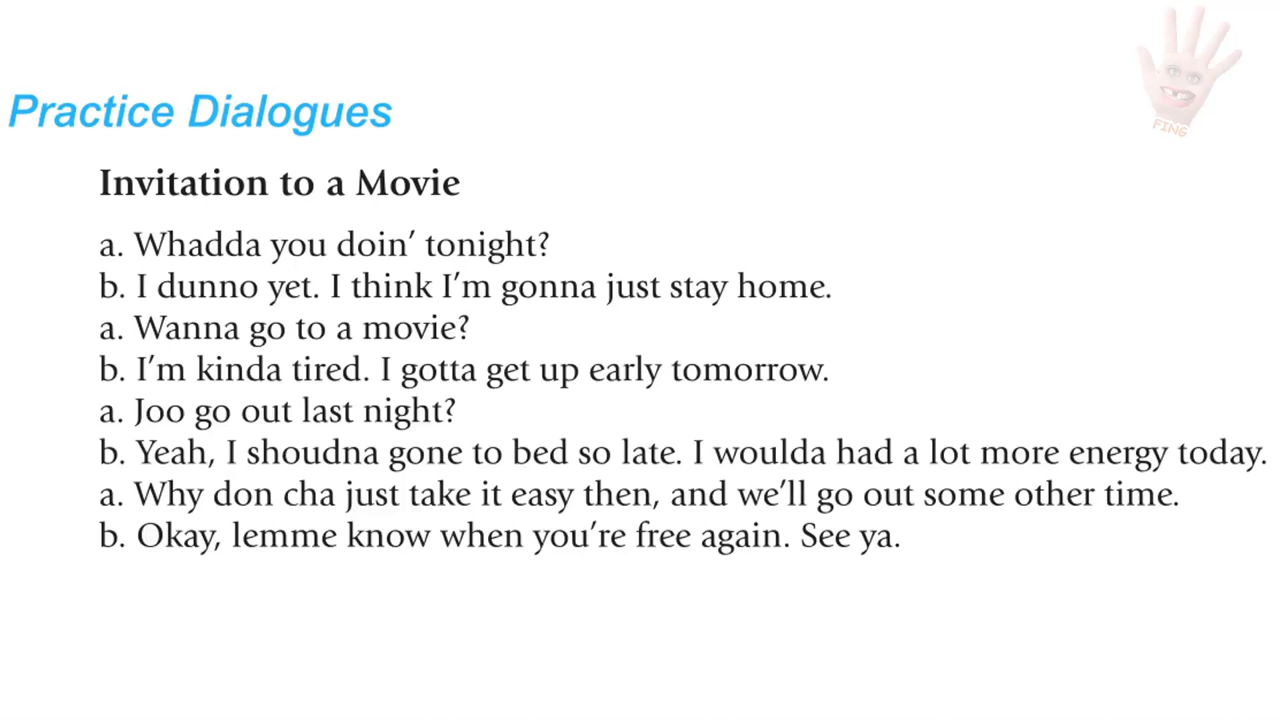 FING
Practice Dialogues
Invitation to a Movie
a. Whadda you doin’ tonight?
b. I dunno yet. I think I’m gonna just stay home.
a. Wanna go to a movie?
b. I’m kinda tired. I gotta get up early tomorrow.
a. Joo go out last night?
b. Yeah, I shoudna gone to bed so late. I woulda had a lot more energy today.
a. Why don cha just take it easy then, and we’ll go out some other time.
b. Okay, lemme know when you’re free again. See ya.